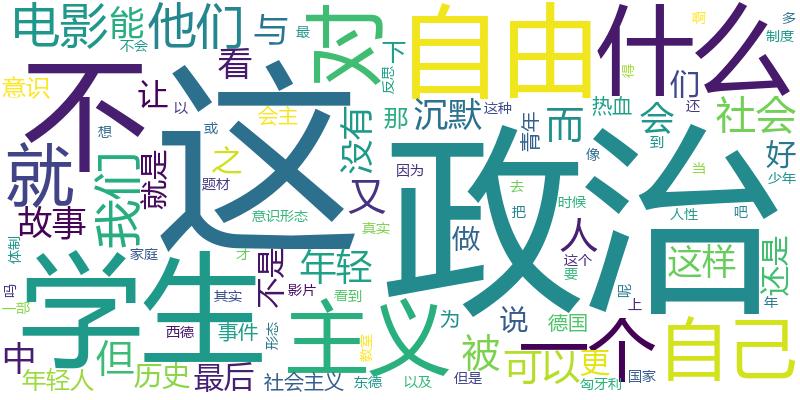 电影 能 他们 与 最 对 自由 什么 啊 多
不会 制度
意识 不 看 下 反思 得 们
让 这 没有 那 沉默 这种 热血 还 社会
以 会主 青年 而 会
想 或 到
就 我们 就是 之 政治 像 好
题材 因为 当 少年
故事 又 意识形态 去 时候
真实 把 人性 吧
体制 家庭 才 做 人 这个 这样 还是
学生 不是 年轻 要
吗 其实 影片 看到 呢 年
一部 上
西德 事件 形态 主义 为 说 德国
中 但 教室 被 一个 自己
年轻人 历史 最后 社会主义 东德 以及 但是 可以 更 匈牙利 国家